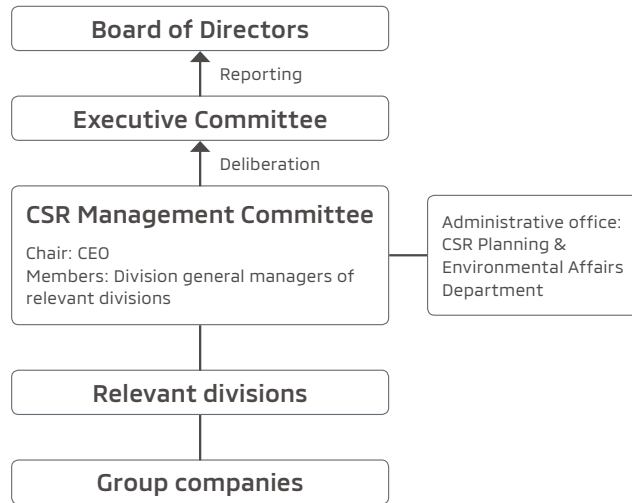 Board of Directors
Reporting
Executive Committee
Deliberation
CSR Management Committee
Chair: CEO
Members: Division general managers of
relevant divisions
Administrative office:
CSR Planning &
Environmental Affairs
Department
Relevant divisions
Group companies